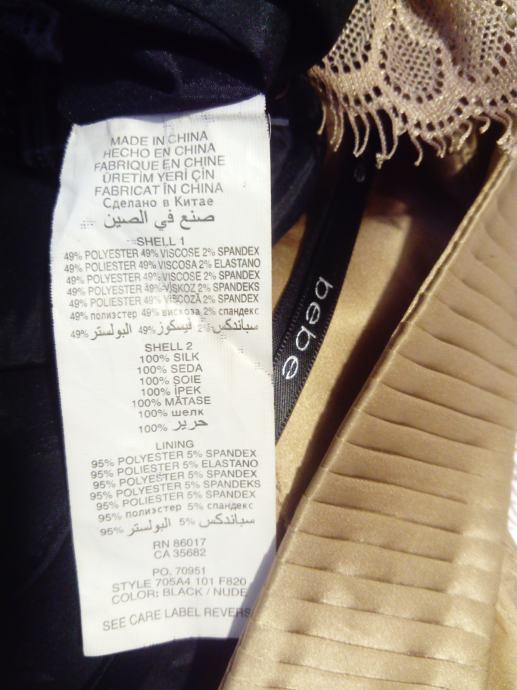 MADE IN CHINA
HECHO EN CHINA
FABRIQUE EN CHINE
ÜRETIM YERİ ÇİN
FABRICAT ÎN CHINA
Сделано в Китае
صنع في الصين
SHELL 1
49% POLYESTER 49% VISCOSE 2% SPANDEX
49% POLIESTER 49% VISCOSA 2% ELASTANO
49% POLYESTER 49% VISCOSE 2% SPANDEX
49% POLYESTER 49% VISKOZ 2% SPANDEKS
49% POLIESTER 49% VISCOZĂ 2% SPANDEX
49% полиэстер 49% вискоза 2% спандекс
49% البولستر 49% فيسكوز 2% سباندكس
SHELL 2
100% SILK
100% SEDA
100% SOIE
100% İPEK
100% MĂTASE
100% шелк
100% حرير
LINING
95% POLYESTER 5% SPANDEX
95% POLIESTER 5% ELASTANO
95% POLYESTER 5% SPANDEX
95% POLYESTER 5% SPANDEKS
95% POLIESTER 5% SPANDEX
95% полиэстер 5% спандекс
95% البولستر 5% سباندكس
RN 86017
CA 35682
PO. 70951
STYLE 705A4 101 F820
COLOR: BLACK / NUDE
SEE CARE LABEL REVERS
bebe